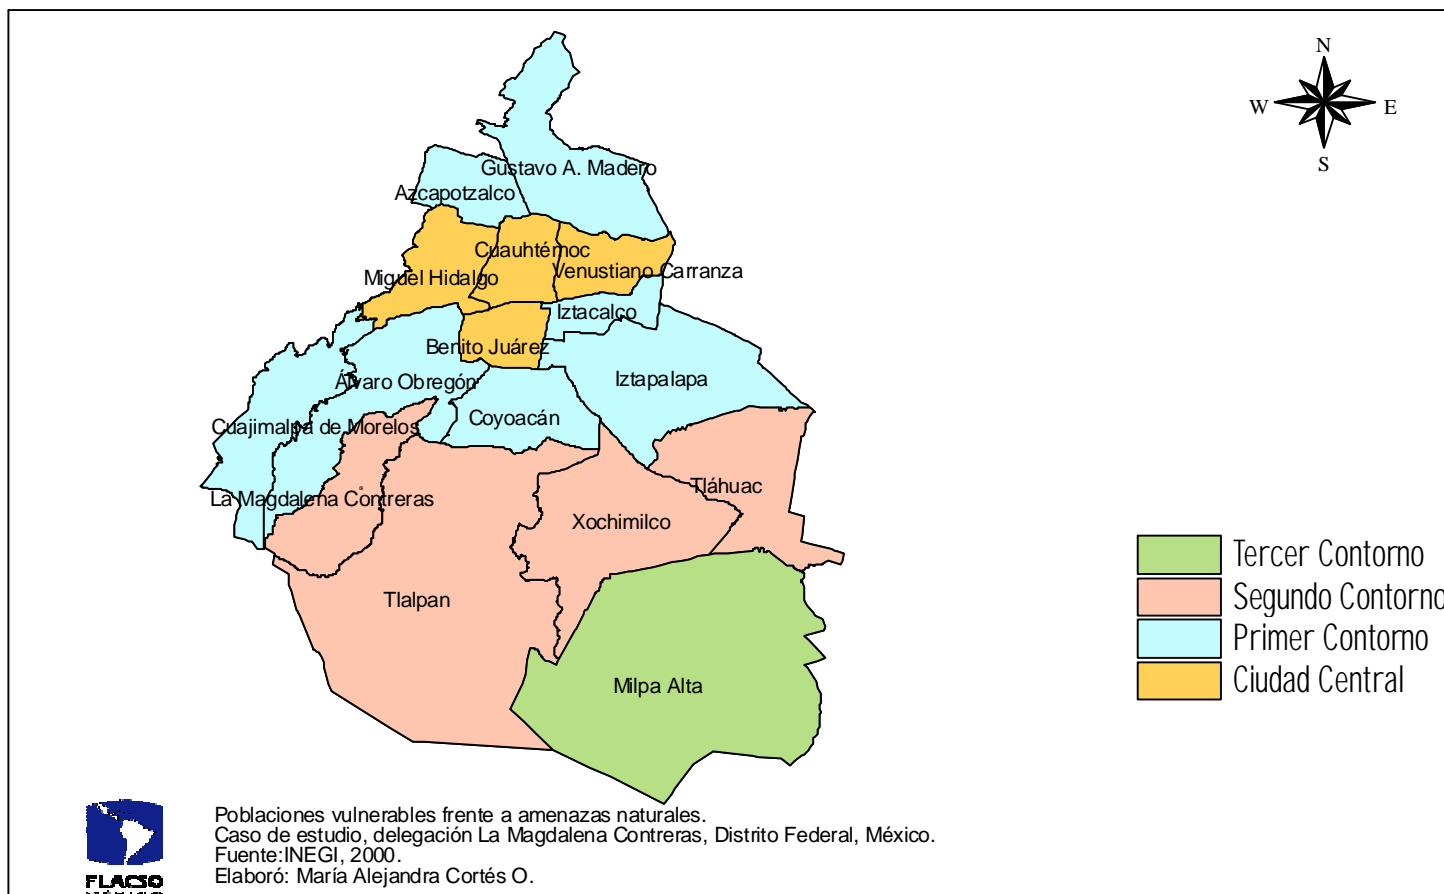 N
W
E
S
Gustavo A. Madero
Azcapotzalco
Cuauhtémoc
Venustiano Carranza
Miguel Hidalgo
Iztacalco
Benito Juárez
Iztapalapa
Álvaro Obregón
Coyoacán
Cuajimalpa de Morelos
Tláhuac
La Magdalena Contreras
Xochimilco
Tlalpan
Milpa Alta
Tercer Contorno
Segundo Contorno
Primer Contorno
Ciudad Central
Poblaciones vulnerables frente a amenazas naturales.
Caso de estudio, delegación La Magdalena Contreras, Distrito Federal, México.
Fuente:INEGI, 2000.
Elaboró: María Alejandra Cortés O.
FLACSO